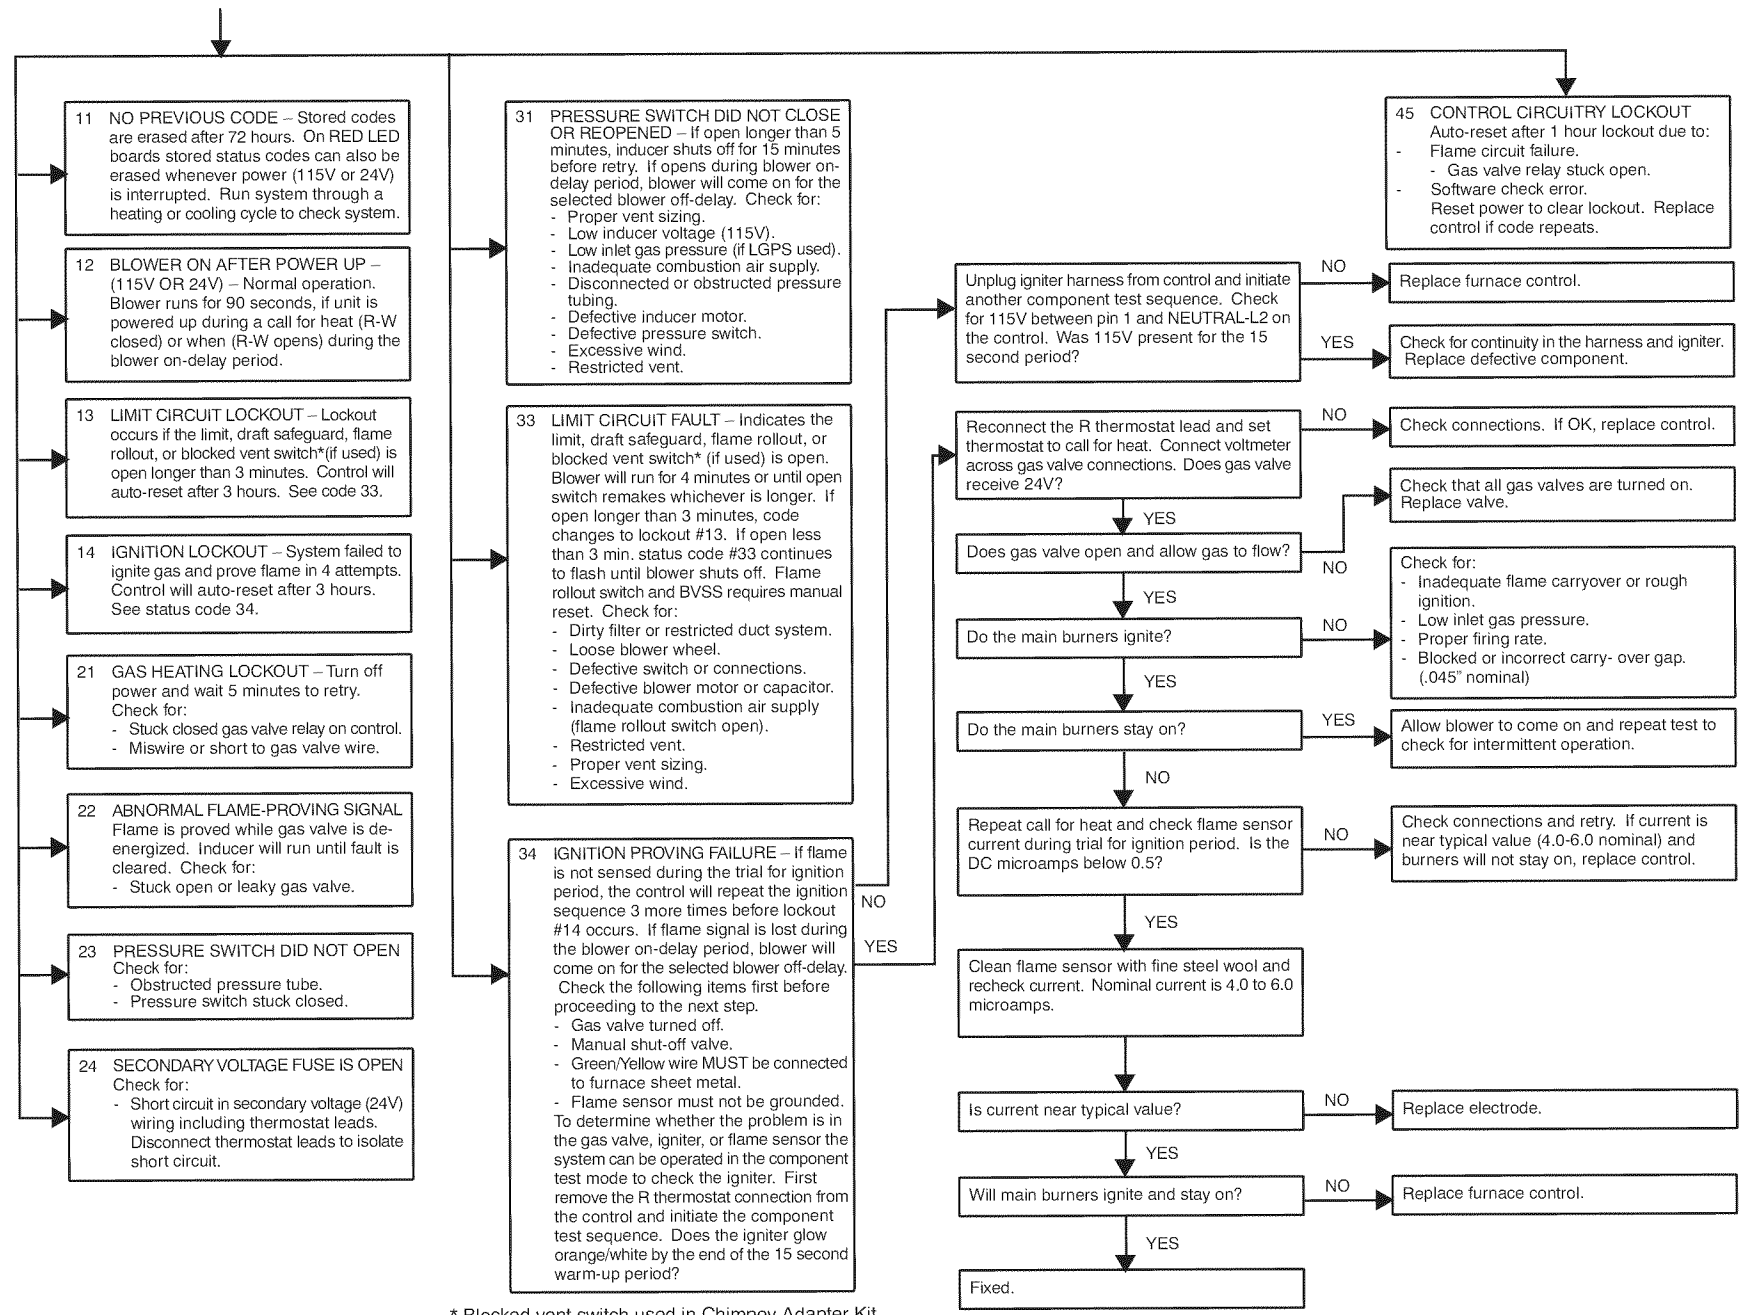 11 NO PREVIOUS CODE – Stored codes
are erased after 72 hours. On RED LED
boards stored status codes can also be
erased whenever power (115V or 24V)
is interrupted. Run system through a
heating or cooling cycle to check system.
12 BLOWER ON AFTER POWER UP –
(115V OR 24V) – Normal operation.
Blower runs for 90 seconds, if unit is
powered up during a call for heat (R-W
closed) or when (R-W opens) during the
blower on-delay period.
13 LIMIT CIRCUIT LOCKOUT – Lockout
occurs if the limit, draft safeguard, flame
rollout, or blocked vent switch*(if used) is
open longer than 3 minutes. Control will
auto-reset after 3 hours. See code 33.
14 IGNITION LOCKOUT – System failed to
ignite gas and prove flame in 4 attempts.
Control will auto-reset after 3 hours.
See status code 34.
21 GAS HEATING LOCKOUT – Turn off
power and wait 5 minutes to retry.
Check for:
- Stuck closed gas valve relay on control.
- Miswire or short to gas valve wire.
22 ABNORMAL FLAME-PROVING SIGNAL
Flame is proved while gas valve is de-
energized. Inducer will run until fault is
cleared. Check for:
- Stuck open or leaky gas valve.
23 PRESSURE SWITCH DID NOT OPEN
Check for:
- Obstructed pressure tube.
- Pressure switch stuck closed.
24 SECONDARY VOLTAGE FUSE IS OPEN
Check for:
- Short circuit in secondary voltage (24V)
wiring including thermostat leads.
Disconnect thermostat leads to isolate
short circuit.
31 PRESSURE SWITCH DID NOT CLOSE
OR REOPENED – If open longer than 5
minutes, inducer shuts off for 15 minutes
before retry. If opens during blower on-
delay period, blower will come on for the
selected blower off-delay. Check for:
- Proper vent sizing.
- Low inducer voltage (115V).
- Low inlet gas pressure (if LGPS used).
- Inadequate combustion air supply.
- Disconnected or obstructed pressure
tubing.
- Defective inducer motor.
- Defective pressure switch.
- Excessive wind.
- Restricted vent.
33 LIMIT CIRCUIT FAULT – Indicates the
limit, draft safeguard, flame rollout, or
blocked vent switch* (if used) is open.
Blower will run for 4 minutes or until open
switch remakes whichever is longer. If
open longer than 3 minutes, code
changes to lockout #13. If open less
than 3 min. status code #33 continues
to flash until blower shuts off. Flame
rollout switch and BVSS requires manual
reset. Check for:
- Dirty filter or restricted duct system.
- Loose blower wheel.
- Defective switch or connections.
- Defective blower motor or capacitor.
- Inadequate combustion air supply
(flame rollout switch open).
- Restricted vent.
- Proper vent sizing.
- Excessive wind.
34 IGNITION PROVING FAILURE – If flame
is not sensed during the trial for ignition
period, the control will repeat the ignition
sequence 3 more times before lockout
#14 occurs. If flame signal is lost during
the blower on-delay period, blower will
come on for the selected blower off-delay.
Check the following items first before
proceeding to the next step.
- Gas valve turned off.
- Manual shut-off valve.
- Green/Yellow wire MUST be connected
to furnace sheet metal.
- Flame sensor must not be grounded.
To determine whether the problem is in
the gas valve, igniter, or flame sensor the
system can be operated in the component
test mode to check the igniter. First
remove the R thermostat connection from
the control and initiate the component
test sequence. Does the igniter glow
orange/white by the end of the 15 second
warm-up period?
NO
YES
* Blocked vent switch used in Chimney Adapter Kit
45 CONTROL CIRCUITRY LOCKOUT
Auto-reset after 1 hour lockout due to:
- Flame circuit failure.
- Gas valve relay stuck open.
- Software check error.
Reset power to clear lockout. Replace
control if code repeats.
Unplug igniter harness from control and initiate
another component test sequence. Check
for 115V between pin 1 and NEUTRAL-L2 on
the control. Was 115V present for the 15
second period?
NO
Replace furnace control.
YES
Check for continuity in the harness and igniter.
Replace defective component.
Reconnect the R thermostat lead and set
thermostat to call for heat. Connect voltmeter
across gas valve connections. Does gas valve
receive 24V?
NO
Check connections. If OK, replace control.
YES
Does gas valve open and allow gas to flow?
NO
Check that all gas valves are turned on.
Replace valve.
YES
Do the main burners ignite?
NO
Check for:
- Inadequate flame carryover or rough
ignition.
- Low inlet gas pressure.
- Proper firing rate.
- Blocked or incorrect carry- over gap.
(.045" nominal)
YES
Do the main burners stay on?
YES
Allow blower to come on and repeat test to
check for intermittent operation.
NO
Repeat call for heat and check flame sensor
current during trial for ignition period. Is the
DC microamps below 0.5?
NO
Check connections and retry. If current is
near typical value (4.0-6.0 nominal) and
burners will not stay on, replace control.
YES
Clean flame sensor with fine steel wool and
recheck current. Nominal current is 4.0 to 6.0
microamps.
Is current near typical value?
NO
Replace electrode.
YES
Will main burners ignite and stay on?
NO
Replace furnace control.
YES
Fixed.